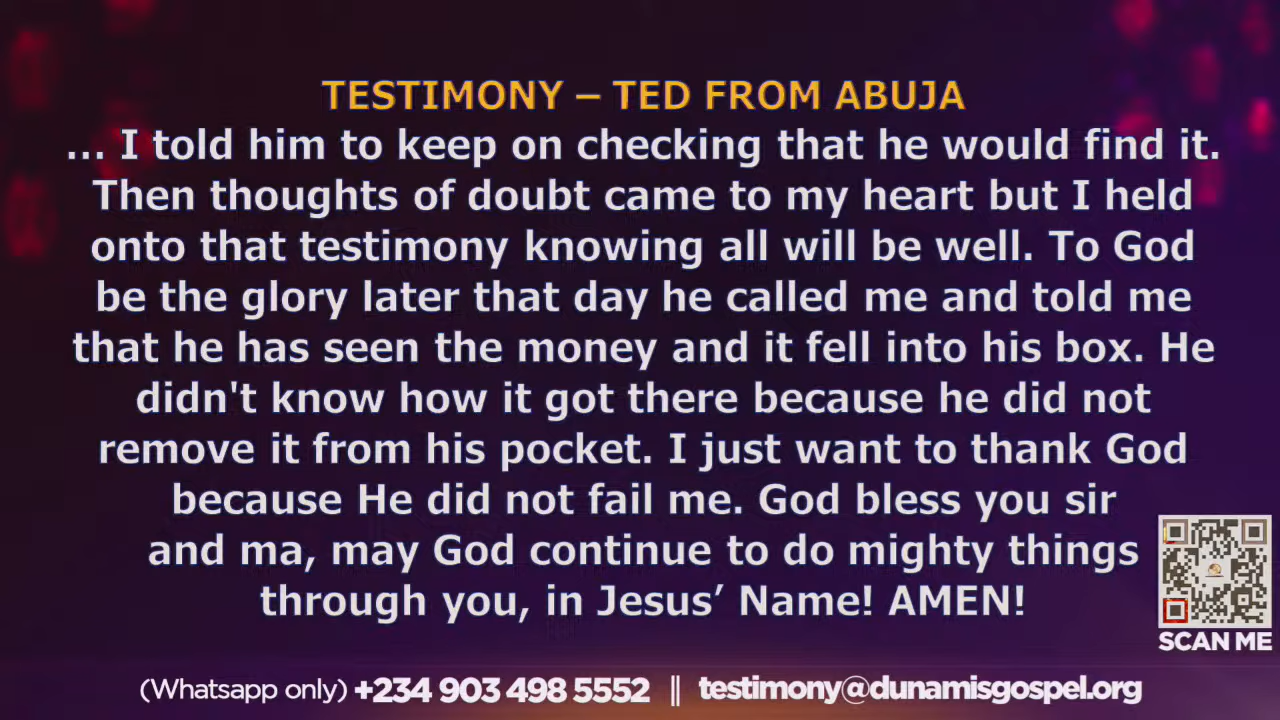 TESTIMONY – TED FROM ABUJA
... I told him to keep on checking that he would find it.
Then thoughts of doubt came to my heart but I held
onto that testimony knowing all will be well. To God
be the glory later that day he called me and told me
that he has seen the money and it fell into his box. He
didn't know how it got there because he did not
remove it from his pocket. I just want to thank God
because He did not fail me. God bless you sir
and ma, may God continue to do mighty things
through you, in Jesus’ Name! AMEN!
SCAN ME
(Whatsapp only) +234 903 498 5552 || testimony@dunamisgospel.org